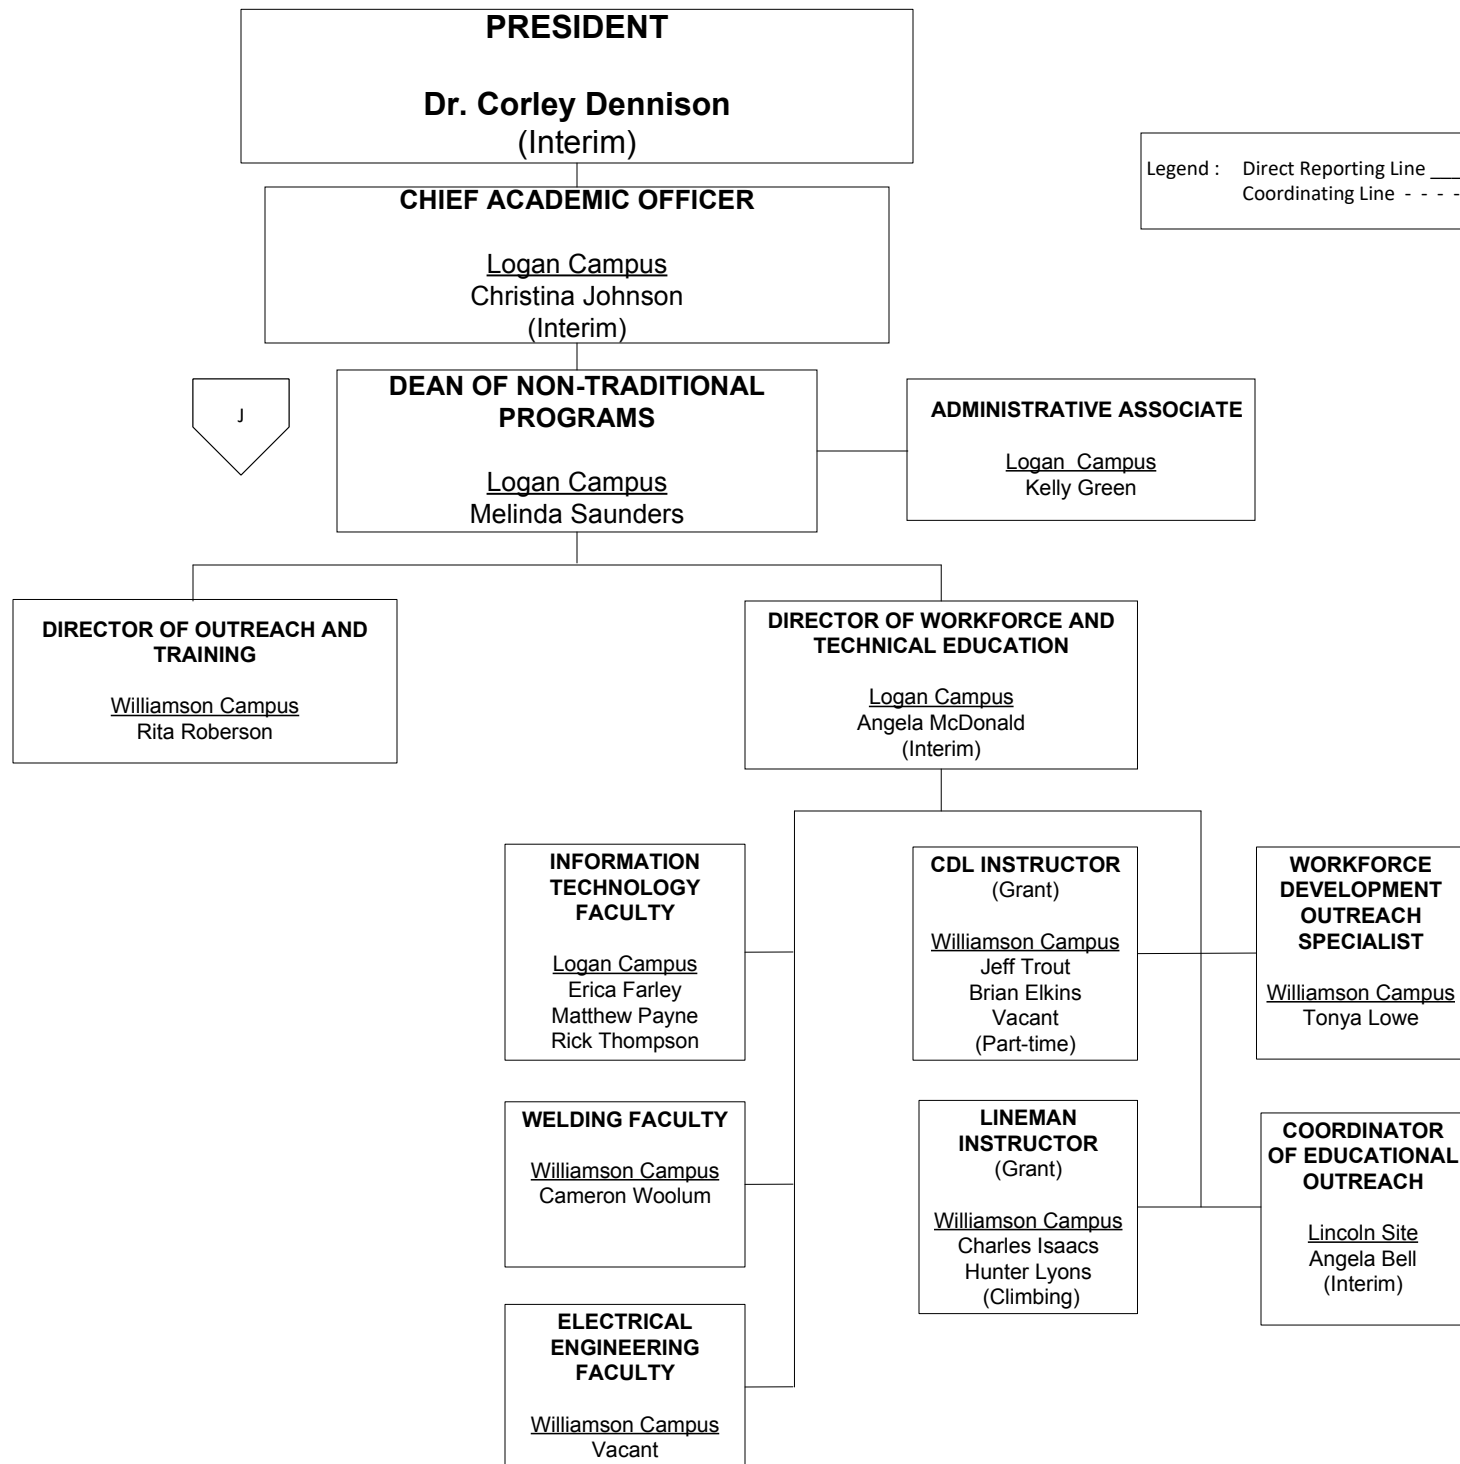 PRESIDENT
Dr. Corley Dennison
(Interim)
Legend :   Direct Reporting Line ___
Coordinating Line - - - -
CHIEF ACADEMIC OFFICER
Logan Campus
Christina Johnson
(Interim)
J
DEAN OF NON-TRADITIONAL
PROGRAMS
Logan Campus
Melinda Saunders
ADMINISTRATIVE ASSOCIATE
Logan  Campus
Kelly Green
DIRECTOR OF OUTREACH AND
TRAINING
Williamson Campus
Rita Roberson
DIRECTOR OF WORKFORCE AND
TECHNICAL EDUCATION
Logan Campus
Angela McDonald
(Interim)
INFORMATION
TECHNOLOGY
FACULTY
Logan Campus
Erica Farley
Matthew Payne
Rick Thompson
CDL INSTRUCTOR
(Grant)
Williamson Campus
Jeff Trout
Brian Elkins
Vacant
(Part-time)
WORKFORCE
DEVELOPMENT
OUTREACH
SPECIALIST
Williamson Campus
Tonya Lowe
WELDING FACULTY
Williamson Campus
Cameron Woolum
LINEMAN
INSTRUCTOR
(Grant)
Williamson Campus
Charles Isaacs
Hunter Lyons
(Climbing)
COORDINATOR
OF EDUCATIONAL
OUTREACH
Lincoln Site
Angela Bell
(Interim)
ELECTRICAL
ENGINEERING
FACULTY
Williamson Campus
Vacant